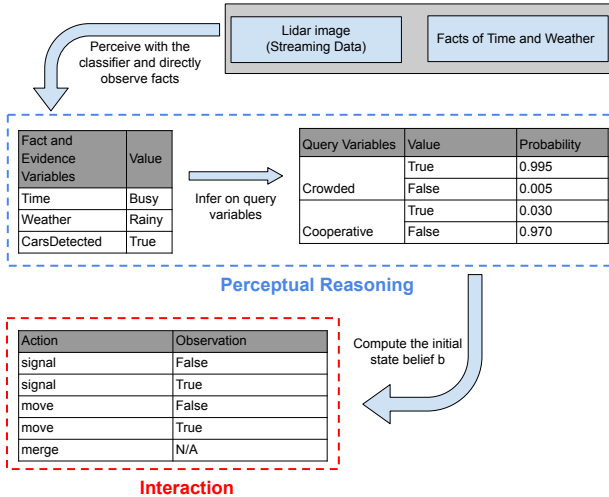 Lidar image
(Streaming Data)
Facts of Time and Weather
Perceive with the
classifier and directly
observe facts
Fact and
Evidence
Variables
Value
Time
Busy
Weather
Rainy
CarsDetected
True
Infer on query
variables
Query Variables
Value
Probability
Crowded
True
0.995
False
0.005
Cooperative
True
0.030
False
0.970
Perceptual Reasoning
Compute the initial
state belief b
Action
Observation
signal
False
signal
True
move
False
move
True
merge
N/A
Interaction